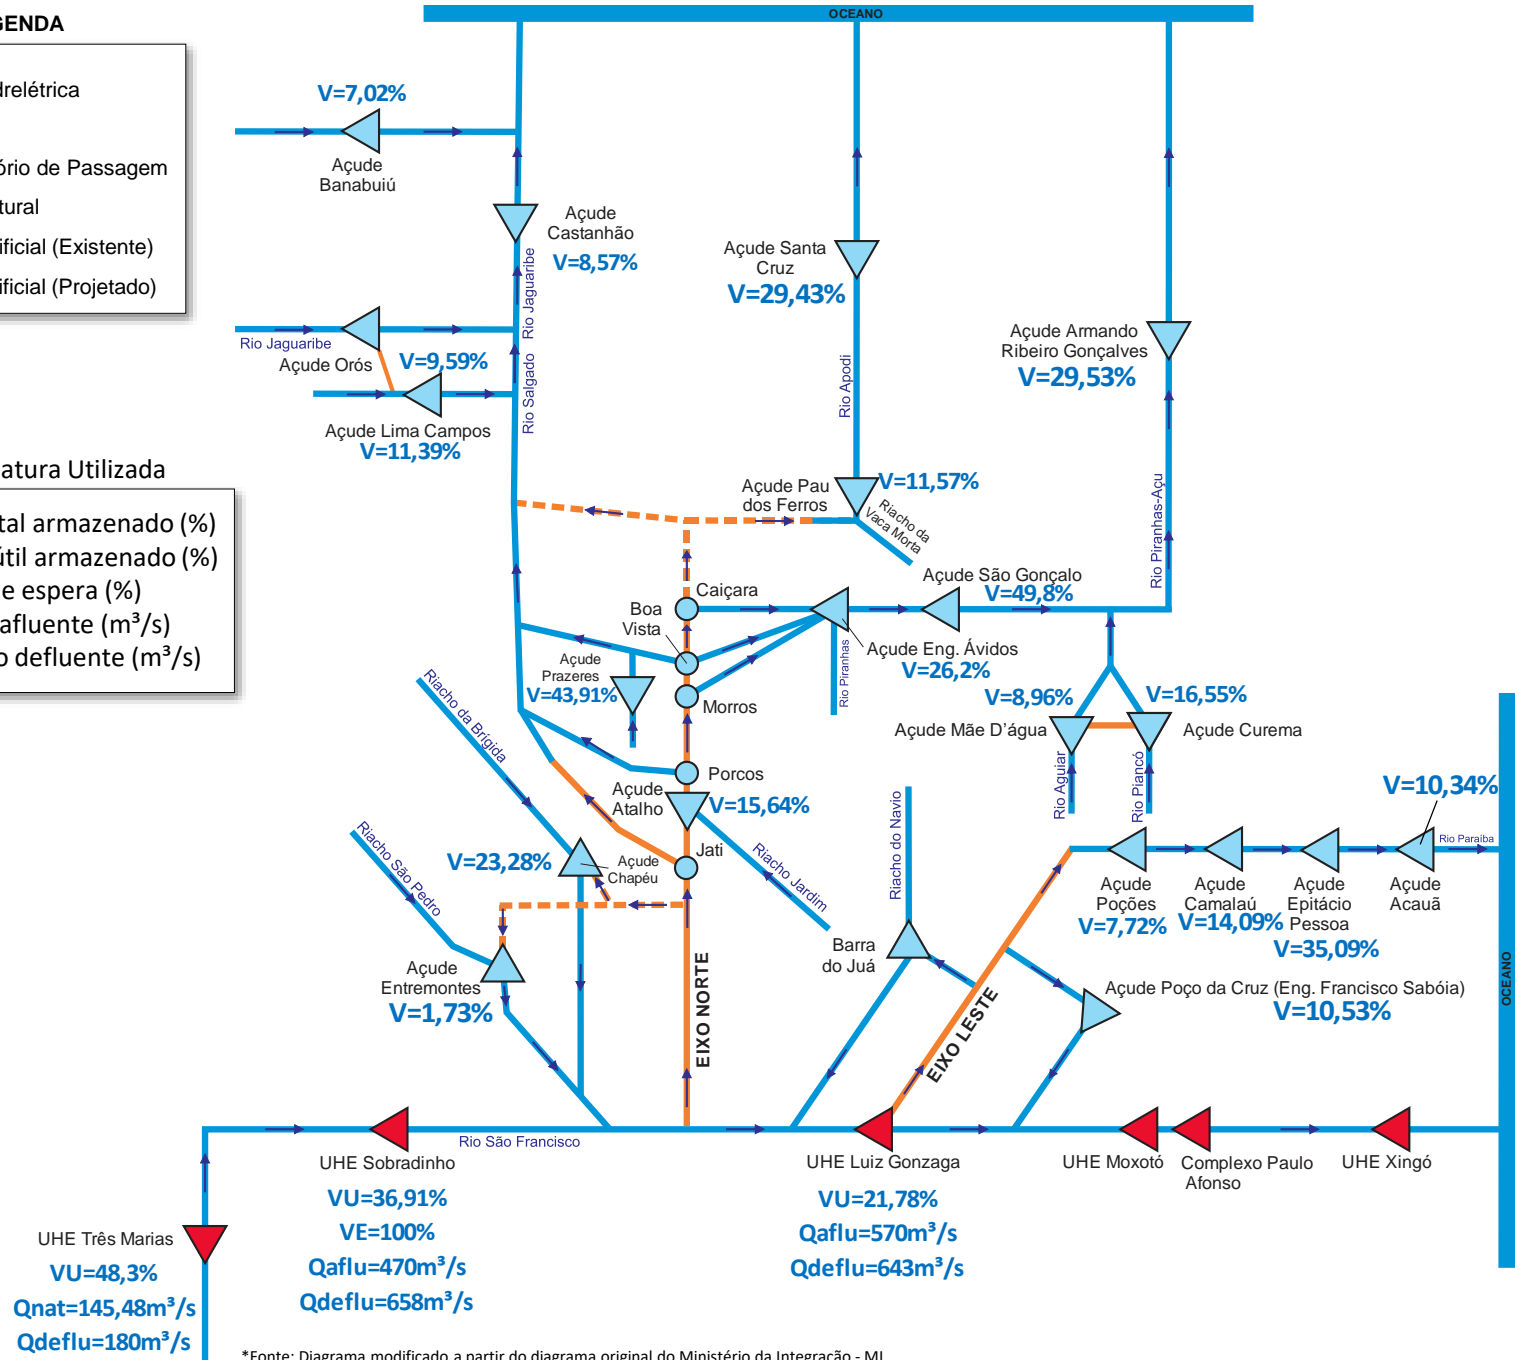 OCEANO
GENDA
drelétrica
ório de Passagem
tural
ificial (Existente)
ificial (Projetado)
V=7,02%
Açude
Banabuiú
Açude
Castanhão
V=8,57%
Rio Jaguaribe
Açude Santa
Cruz
V=29,43%
Açude Armando
Ribeiro Gonçalves
V=29,53%
Rio Jaguaribe
Açude Orós
V=9,59%
Rio Salgado
Rio Apodi
Açude Lima Campos
V=11,39%
atura Utilizada
tal armazenado (%)
útil armazenado (%)
e espera (%)
afluente (m³/s)
o defluente (m³/s)
Açude Pau
dos Ferros
V=11,57%
Riacho da
Vaca Morta
Rio Piranhas-Açu
Açude São Gonçalo
V=49,8%
Caiçara
Boa
Vista
Açude Eng. Ávidos
V=26,2%
Rio Piranhas
Açude
Prazeres
V=43,91%
Morros
V=8,96%
V=16,55%
Açude Mãe D'água
Açude Curema
Riacho da Brígida
Porcos
Açude
Atalho
V=15,64%
Rio Aguiar
Rio Piancó
V=10,34%
Riacho São Pedro
V=23,28%
Açude
Chapéu
Jati
Riacho Jardim
Riacho do Navio
Rio Paraíba
Açude
Poções
V=7,72%
Açude
Camalaú
V=14,09%
Açude
Epitácio
Pessoa
V=35,09%
Açude
Acauã
Barra
do Juá
Açude
Entremontes
V=1,73%
EIXO NORTE
EIXO LESTE
Açude Poço da Cruz (Eng. Francisco Sabóia)
V=10,53%
OCEANO
Rio São Francisco
UHE Sobradinho
VU=36,91%
VE=100%
Qaflu=470m³/s
Qdeflu=658m³/s
UHE Luiz Gonzaga
VU=21,78%
Qaflu=570m³/s
Qdeflu=643m³/s
UHE Moxotó
Complexo Paulo
Afonso
UHE Xingó
UHE Três Marias
VU=48,3%
Qnat=145,48m³/s
Qdeflu=180m³/s
*Fonte: Diagrama modificado a partir do diagrama original do Ministério da Integração - MI